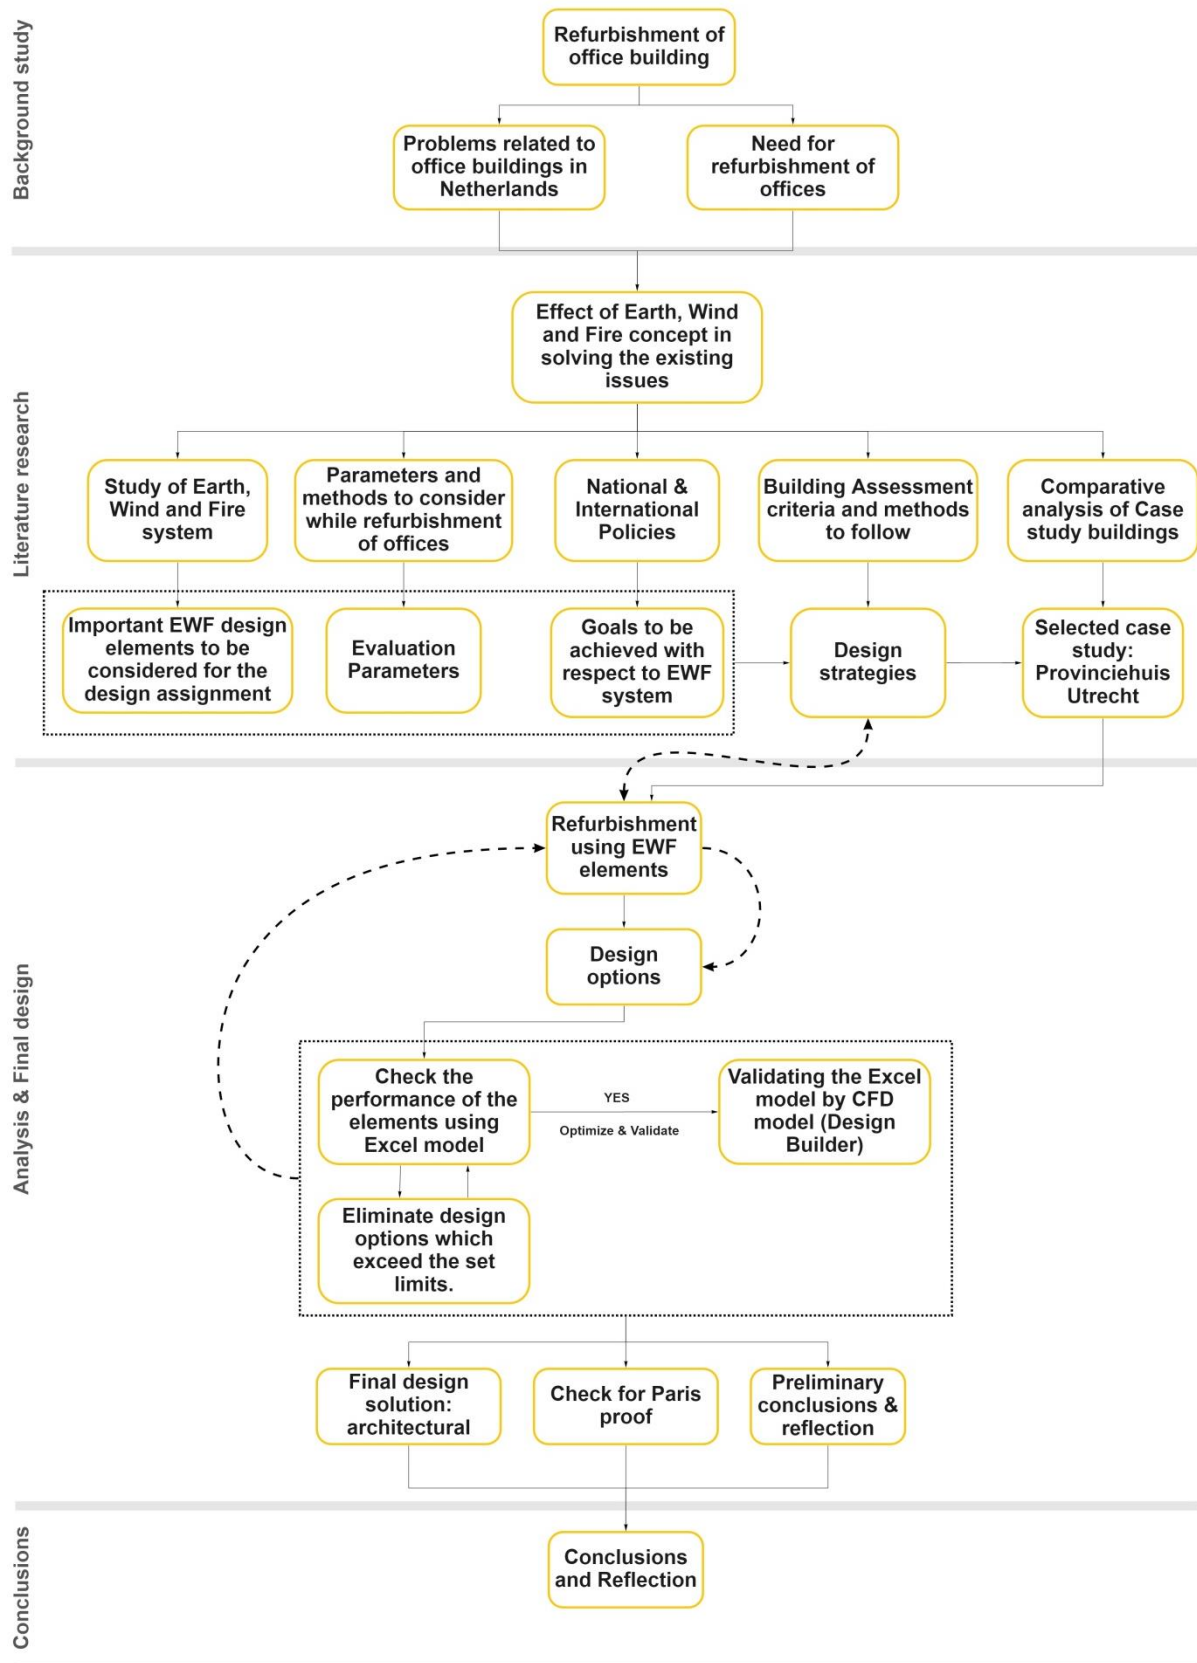 Background study
Refurbishment of
office building
Problems related to
office buildings in
Netherlands
Need for
refurbishment of
offices
Literature research
Effect of Earth, Wind
and Fire concept in
solving the existing
issues
Study of Earth,
Wind and Fire
system
Parameters and
methods to consider
while refurbishment
of offices
National &
International
Policies
Building Assessment
criteria and methods
to follow
Comparative
analysis of Case
study buildings
Important EWF design
elements to be
considered for the
design assignment
Evaluation
Parameters
Goals to be
achieved with
respect to EWF
system
Design
strategies
Selected case
study:
Provinciehuis
Utrecht
Analysis & Final design
Refurbishment
using EWF
elements
Design
options
Check the
performance of the
elements using
Excel model
YES
Optimize & Validate
Validating the Excel
model by CFD
model (Design
Builder)
Eliminate design
options which
exceed the set
limits.
Final design
solution:
architectural
Check for Paris
proof
Preliminary
conclusions &
reflection
Conclusions
Conclusions
and Reflection